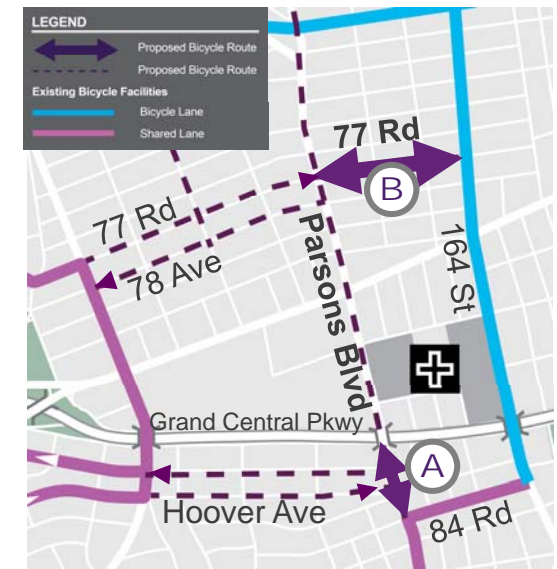 LEGEND
Proposed Bicycle Route
Proposed Bicycle Route
Existing Bicycle Facilities
Bicycle Lane
Shared Lane
77 Rd
B
77 Rd
78 Ave
Parsons Blvd
164 St
Grand Central Pkwy
A
Hoover Ave
84 Rd